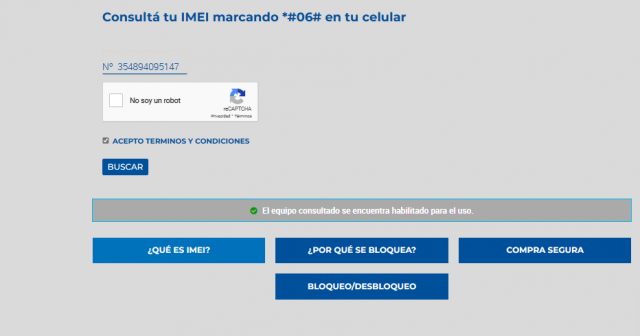 Consultá tu IMEI marcando *#06# en tu celular
Nº 354894095147
No soy un robot
reCAPTCHA
Privacidad * Términos
ACEPTO TERMINOS Y CONDICIONES
BUSCAR
El equipo consultado se encuentra habilitado para el uso.
¿QUÉ ES IMEI?
¿POR QUÉ SE BLOQUEA?
COMPRA SEGURA
BLOQUEO/DESBLOQUEO